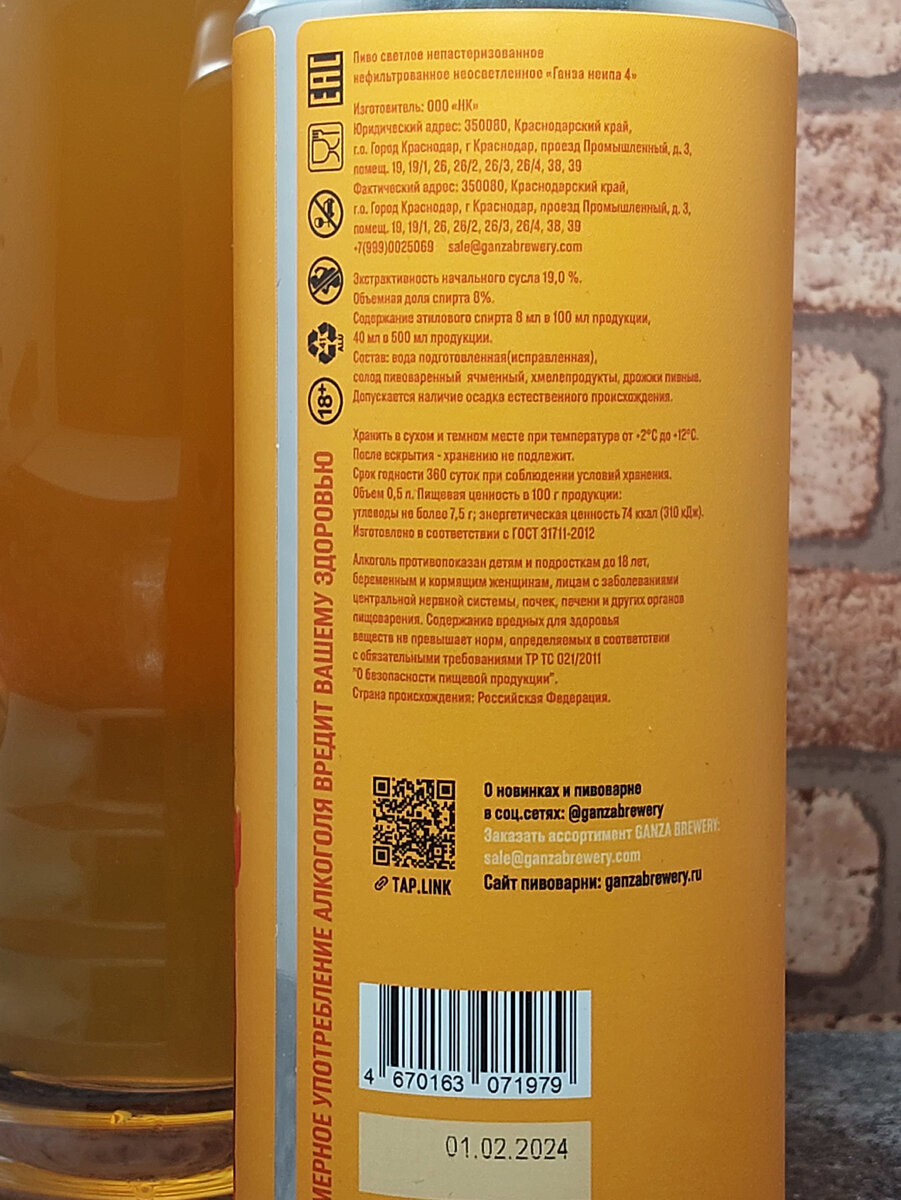 EAC
Пиво светлое непастеризованное
нефильтрованное неосветленное «Ганза неипа 4»
Изготовитель: ООО «НК»
Юридический адрес: 350080, Краснодарский край,
г.о. Город Краснодар, г Краснодар, проезд Промышленный, д. 3,
помещ. 19, 19/1, 26, 26/2, 26/3, 26/4, 38, 39
Фактический адрес: 350080, Краснодарский край,
г.о. Город Краснодар, г Краснодар, проезд Промышленный, д. 3,
помещ. 19, 19/1, 26, 26/2, 26/3, 26/4, 38, 39
+7(999)0025069 sale@ganzabrewery.com
Экстрактивность начального сусла 19,0 %.
Объемная доля спирта 8%.
Содержание этилового спирта 8 мл в 100 мл продукции,
40 мл в 500 мл продукции.
Состав: вода подготовленная(исправленная),
солод пивоваренный ячменный, хмелепродукты, дрожжи пивные.
Допускается наличие осадка естественного происхождения.
41
ALU
18+
Хранить в сухом и темном месте при температуре от +2°С до +12°С.
После вскрытия - хранению не подлежит.
Срок годности 360 суток при соблюдении условий хранения.
Объем 0,5 л. Пищевая ценность в 100 г продукции:
углеводы не более 7,5 г; энергетическая ценность 74 ккал (310 кДж).
Изготовлено в соответствии с ГОСТ 31711-2012
Алкоголь противопоказан детям и подросткам до 18 лет,
беременным и кормящим женщинам, лицам с заболеваниями
центральной нервной системы, почек, печени и других органов
пищеварения. Содержание вредных для здоровья
веществ не превышает норм, определяемых в соответствии
с обязательными требованиями ТР ТС 021/2011
"О безопасности пищевой продукции".
Страна происхождения: Российская Федерация.
МЕРНОЕ УПОТРЕБЛЕНИЕ АЛКОГОЛЯ ВРЕДИТ ВАШЕМУ ЗДОРОВЬЮ
О новинках и пивоварне
в соц.сетях: @ganzabrewery
Заказать ассортимент GANZA BREWERY:
sale@ganzabrewery.com
Сайт пивоварни: ganzabrewery.ru
TAP.LINK
4 670163 071979
01.02.2024